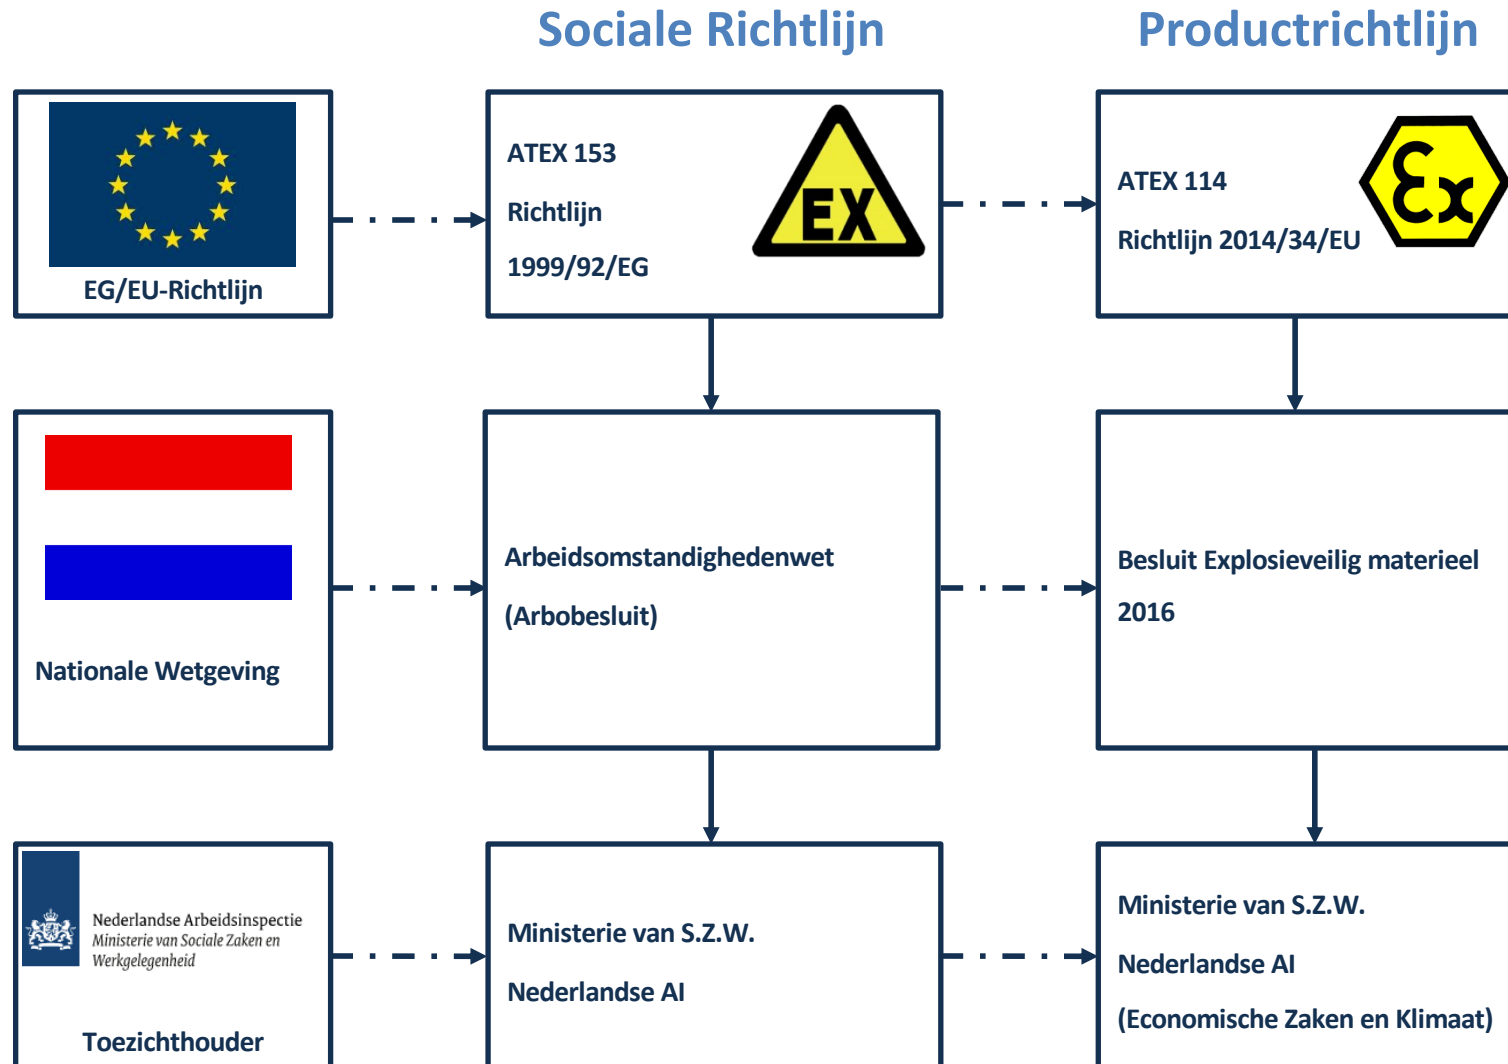 Sociale Richtlijn
Productrichtlijn
EG/EU-Richtlijn
ATEX 153
Richtlijn
1999/92/EG
EX
ATEX 114
Richtlijn 2014/34/EU
Ex
Nationale Wetgeving
Arbeidsomstandighedenwet
(Arbobesluit)
Besluit Explosieveilig materieel
2016
Nederlandse Arbeidsinspectie
Ministerie van Sociale Zaken en
Werkgelegenheid
Toezichthouder
Ministerie van S.Z.W.
Nederlandse AI
Ministerie van S.Z.W.
Nederlandse AI
(Economische Zaken en Klimaat)